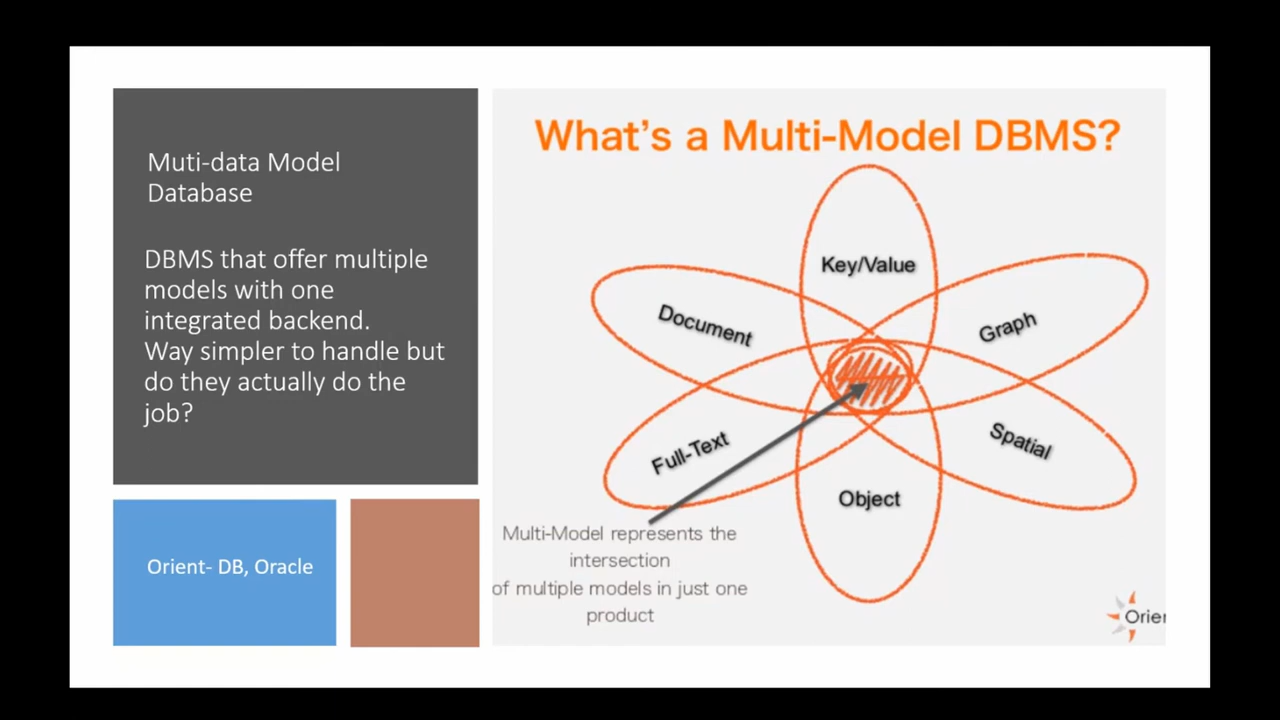 Muti-data Model
Database
DBMS that offer multiple
models with one
integrated backend.
Way simpler to handle but
do they actually do the
job?
Orient- DB, Oracle
What's a Multi-Model DBMS?
Key/Value
Document
Graph
Full-Text
Spatial
Object
Multi-Model represents the
intersection
of multiple models in just one
product
Orier